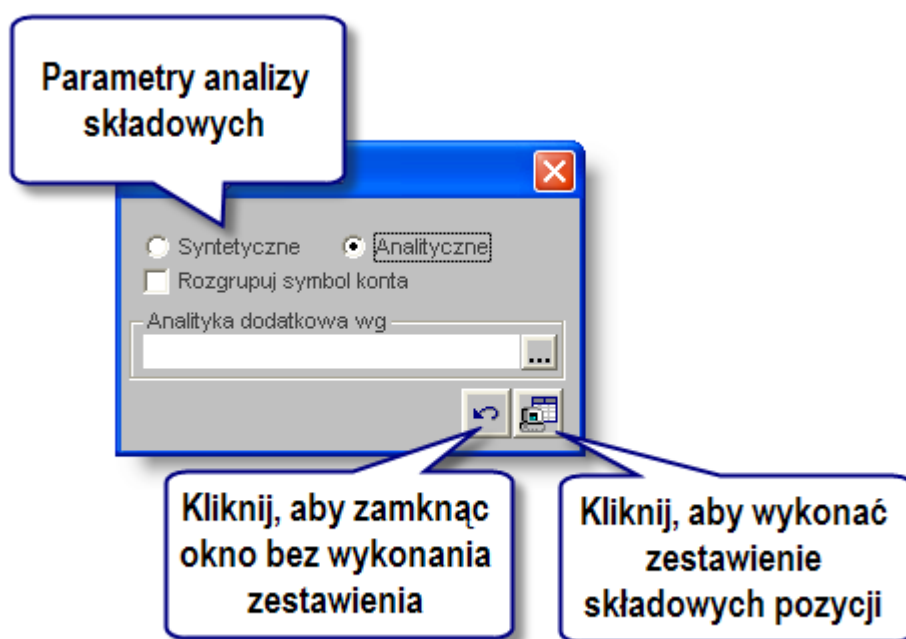 Parametry analizy
składowych
Syntetyczne
Analityczne
Rozgrupuj symbol konta
Analityka dodatkowa wg
...
Kliknij, aby zamknąc
okno bez wykonania
zestawienia
Kliknij, aby wykonać
zestawienie
składowych pozycji